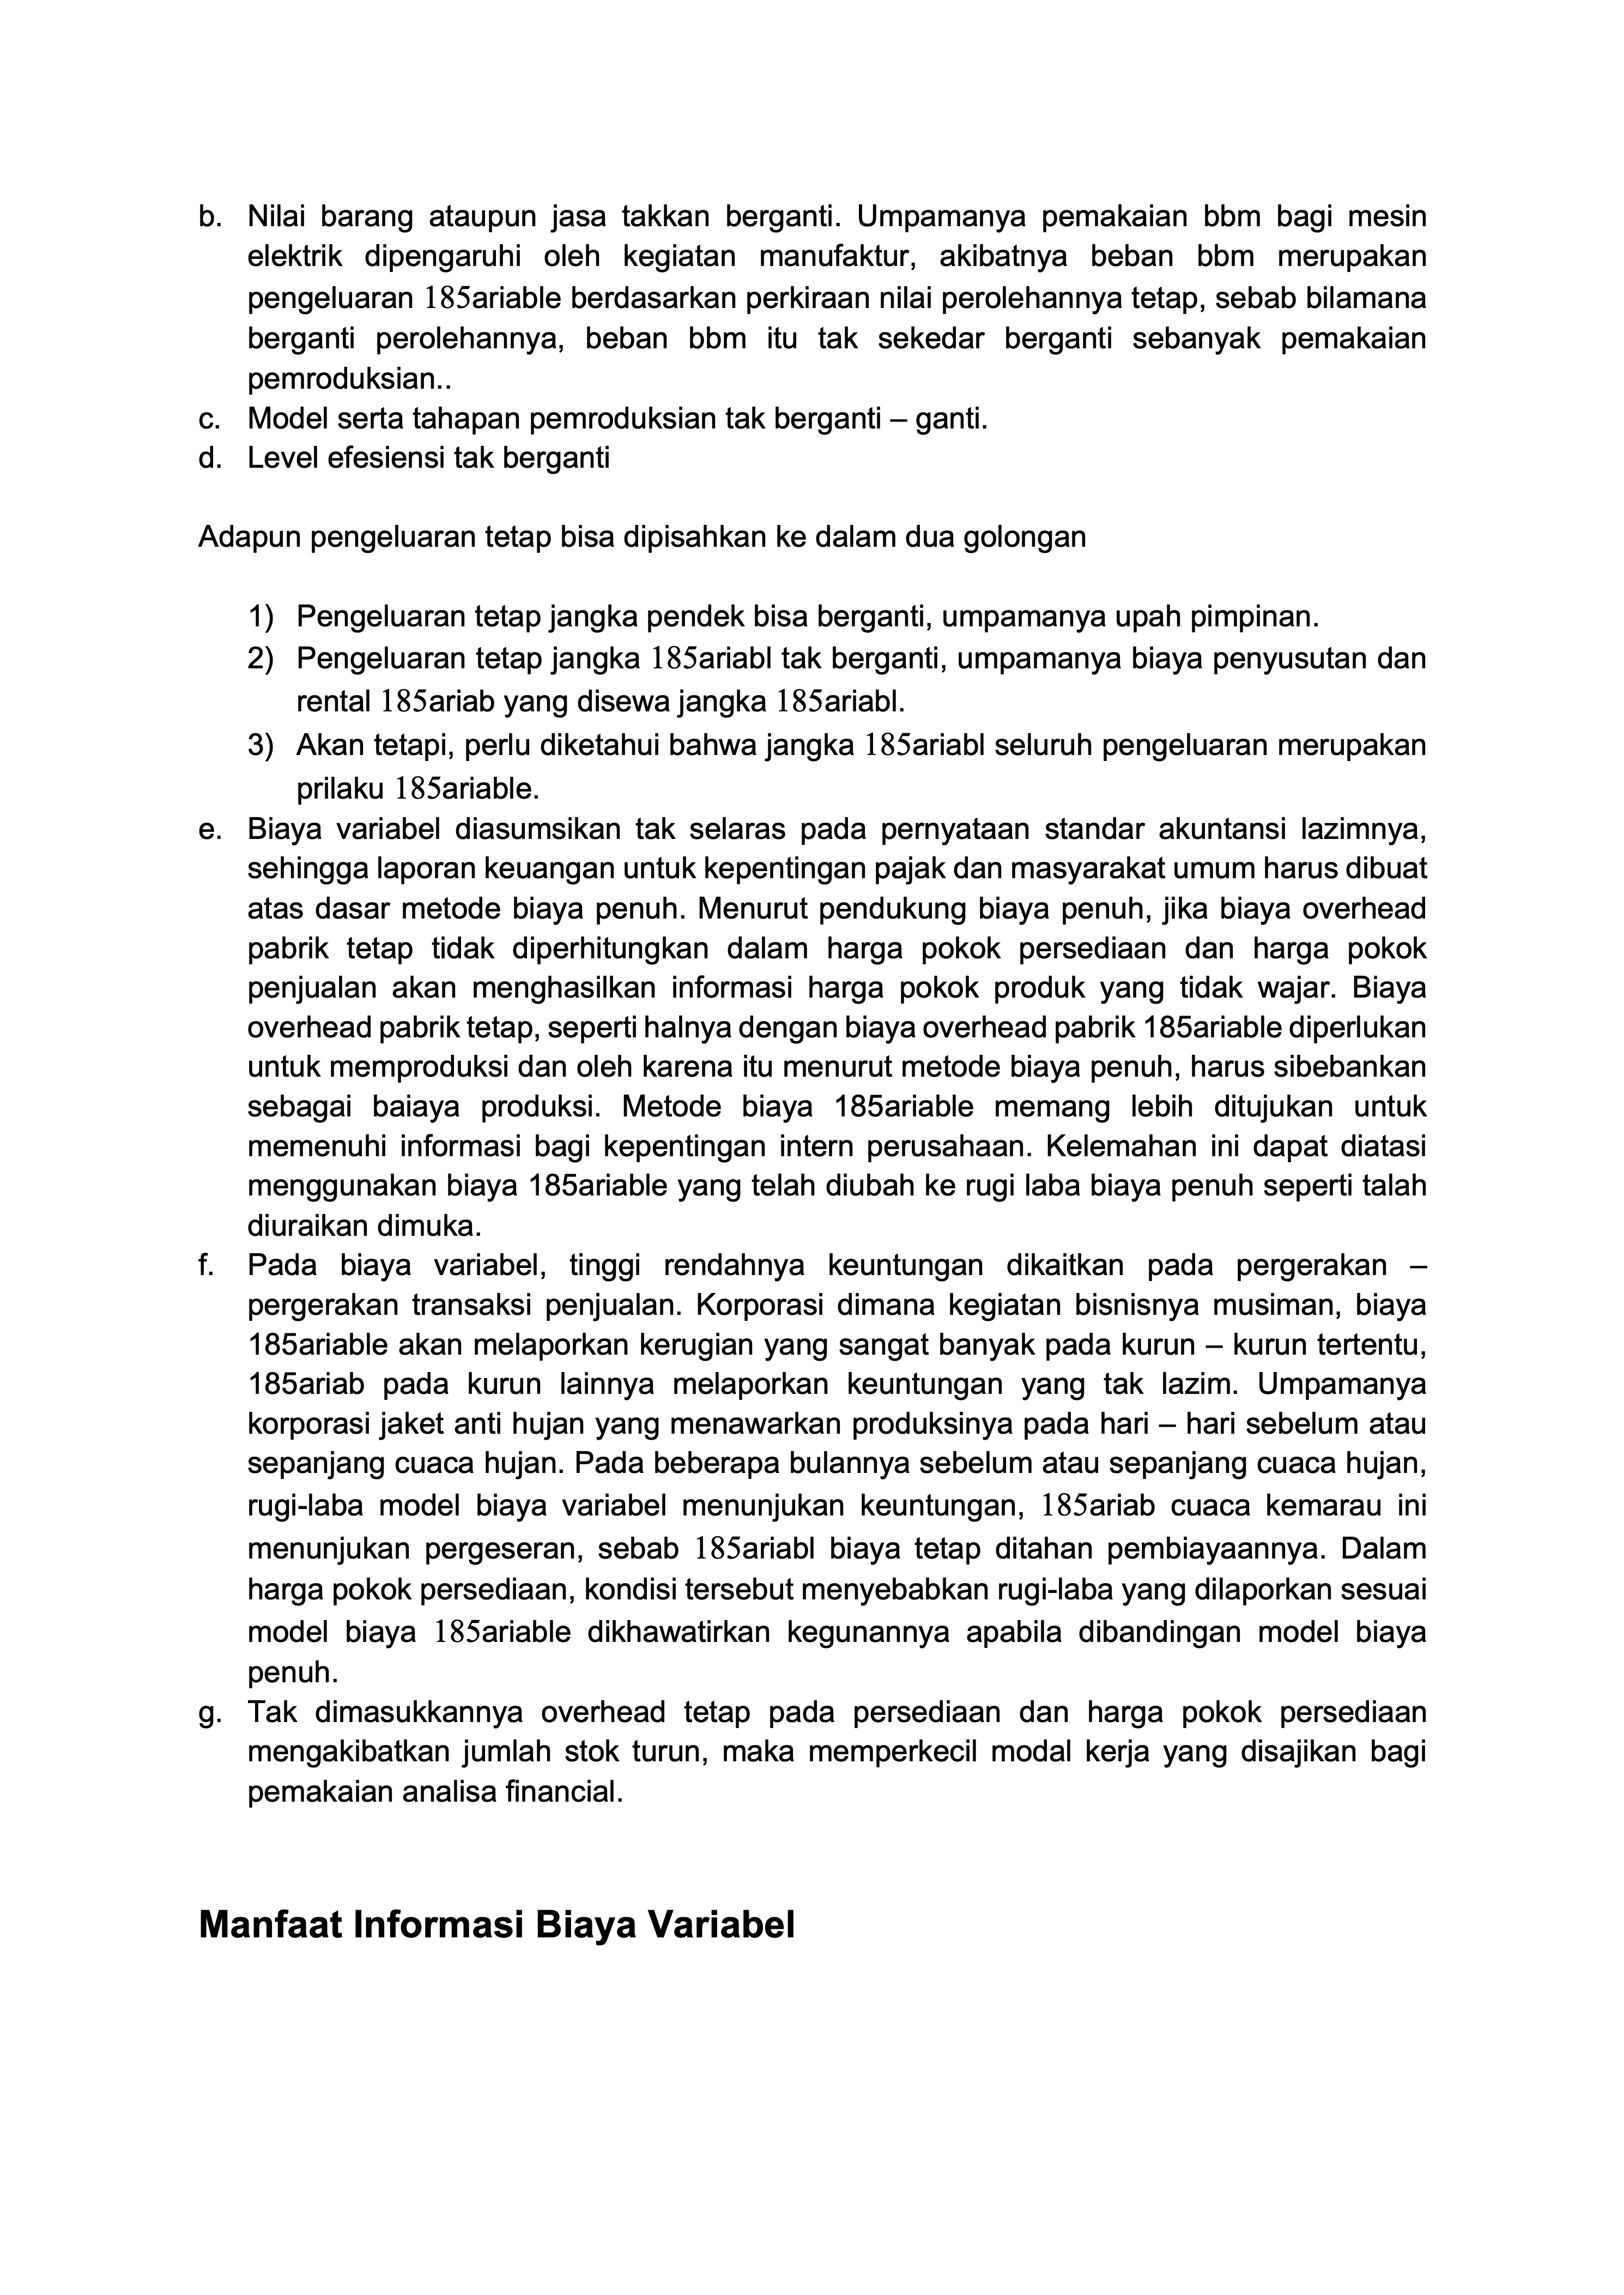 b. Nilai barang ataupun jasa takkan berganti. Umpamanya pemakaian bbm bagi mesin
elektrik dipengaruhi oleh kegiatan manufaktur, akibatnya beban bbm merupakan
pengeluaran 185ariable berdasarkan perkiraan nilai perolehannya tetap, sebab bilamana
berganti perolehannya, beban bbm itu tak sekedar berganti sebanyak pemakaian
pemroduksian..
c. Model serta tahapan pemroduksian tak berganti – ganti.
d. Level efesiensi tak berganti
Adapun pengeluaran tetap bisa dipisahkan ke dalam dua golongan
1) Pengeluaran tetap jangka pendek bisa berganti, umpamanya upah pimpinan.
2) Pengeluaran tetap jangka 185ariabl tak berganti, umpamanya biaya penyusutan dan
rental 185ariab yang disewa jangka 185ariabl.
3) Akan tetapi, perlu diketahui bahwa jangka 185ariabl seluruh pengeluaran merupakan
prilaku 185ariable.
e. Biaya variabel diasumsikan tak selaras pada pernyataan standar akuntansi lazimnya,
sehingga laporan keuangan untuk kepentingan pajak dan masyarakat umum harus dibuat
atas dasar metode biaya penuh. Menurut pendukung biaya penuh, jika biaya overhead
pabrik tetap tidak diperhitungkan dalam harga pokok persediaan dan harga pokok
penjualan akan menghasilkan informasi harga pokok produk yang tidak wajar. Biaya
overhead pabrik tetap, seperti halnya dengan biaya overhead pabrik 185ariable diperlukan
untuk memproduksi dan oleh karena itu menurut metode biaya penuh, harus sibebankan
sebagai baiaya produksi. Metode biaya 185ariable memang lebih ditujukan untuk
memenuhi informasi bagi kepentingan intern perusahaan. Kelemahan ini dapat diatasi
menggunakan biaya 185ariable yang telah diubah ke rugi laba biaya penuh seperti talah
diuraikan dimuka.
f. Pada biaya variabel, tinggi rendahnya keuntungan dikaitkan pada pergerakan –
pergerakan transaksi penjualan. Korporasi dimana kegiatan bisnisnya musiman, biaya
185ariable akan melaporkan kerugian yang sangat banyak pada kurun – kurun tertentu,
185ariab pada kurun lainnya melaporkan keuntungan yang tak lazim. Umpamanya
korporasi jaket anti hujan yang menawarkan produksinya pada hari – hari sebelum atau
sepanjang cuaca hujan. Pada beberapa bulannya sebelum atau sepanjang cuaca hujan,
rugi-laba model biaya variabel menunjukan keuntungan, 185ariab cuaca kemarau ini
menunjukan pergeseran, sebab 185ariabl biaya tetap ditahan pembiayaannya. Dalam
harga pokok persediaan, kondisi tersebut menyebabkan rugi-laba yang dilaporkan sesuai
model biaya 185ariable dikhawatirkan kegunannya apabila dibandingan model biaya
penuh.
g. Tak dimasukkannya overhead tetap pada persediaan dan harga pokok persediaan
mengakibatkan jumlah stok turun, maka memperkecil modal kerja yang disajikan bagi
pemakaian analisa financial.
Manfaat Informasi Biaya Variabel